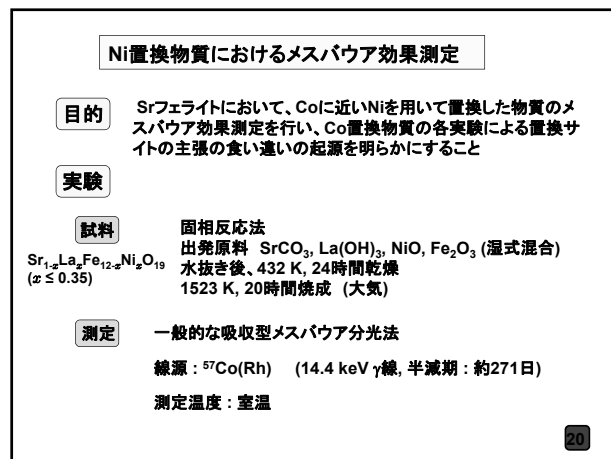 Ni置換物質におけるメスバウア効果測定
目的
Srフェライトにおいて、Coに近いNiを用いて置換した物質のメ
スバウア効果測定を行い、Co置換物質の各実験による置換サ
イトの主張の食い違いの起源を明らかにすること
実験
試料
固相反応法
出発原料 SrCO₃, La(OH)₃, NiO, Fe₂O₃ (湿式混合)
Sr₁₋ₓLaₓFe₁₂₋ₓNiₓO₁₉
水抜き後、432 K, 24時間乾燥
(x ≤ 0.35)
1523 K, 20時間焼成 (大気)
測定
一般的な吸収型メスバウア分光法
線源 : ⁵⁷Co(Rh) (14.4 keV γ線, 半減期 : 約271日)
測定温度 : 室温
20